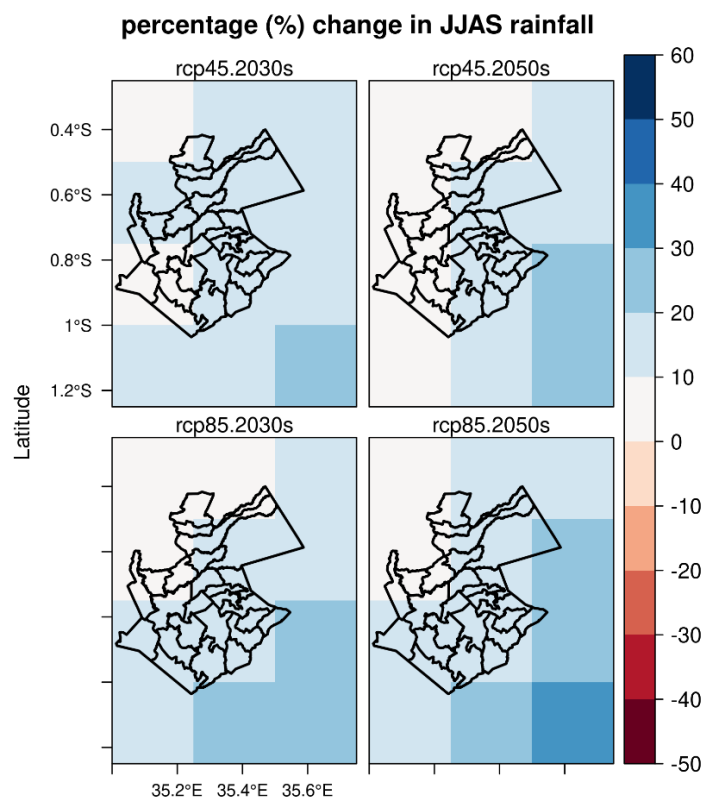 percentage (%) change in JJAS rainfall
rcp45.2030s
rcp45.2050s
0.4°S
0.6°S
0.8°S
1°S
1.2°S
rcp85.2030s
rcp85.2050s
Latitude
35.2°E 35.4°E 35.6°E
60
50
40
30
20
10
0
-10
-20
-30
-40
-50